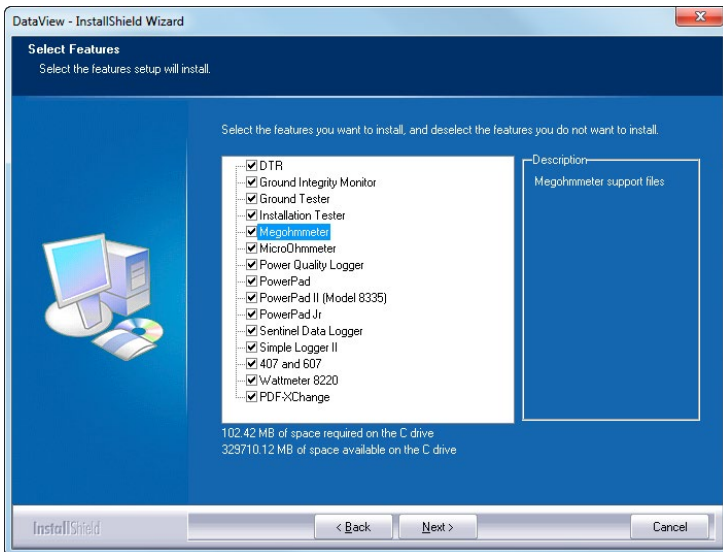 DataView - InstallShield Wizard
Select Features
Select the features setup will install.
Select the features you want to install, and deselect the features you do not want to install.
DTR
Ground Integrity Monitor
Ground Tester
Installation Tester
Megohmmeter
MicroOhmmeter
Power Quality Logger
PowerPad
PowerPad II (Model 8335)
PowerPad Jr
Sentinel Data Logger
Simple Logger II
407 and 607
Wattmeter 8220
PDF-XChange
Description
Megohmmeter support files
102.42 MB of space required on the C drive
329710.12 MB of space available on the C drive
InstallShield
< Back
Next >
Cancel